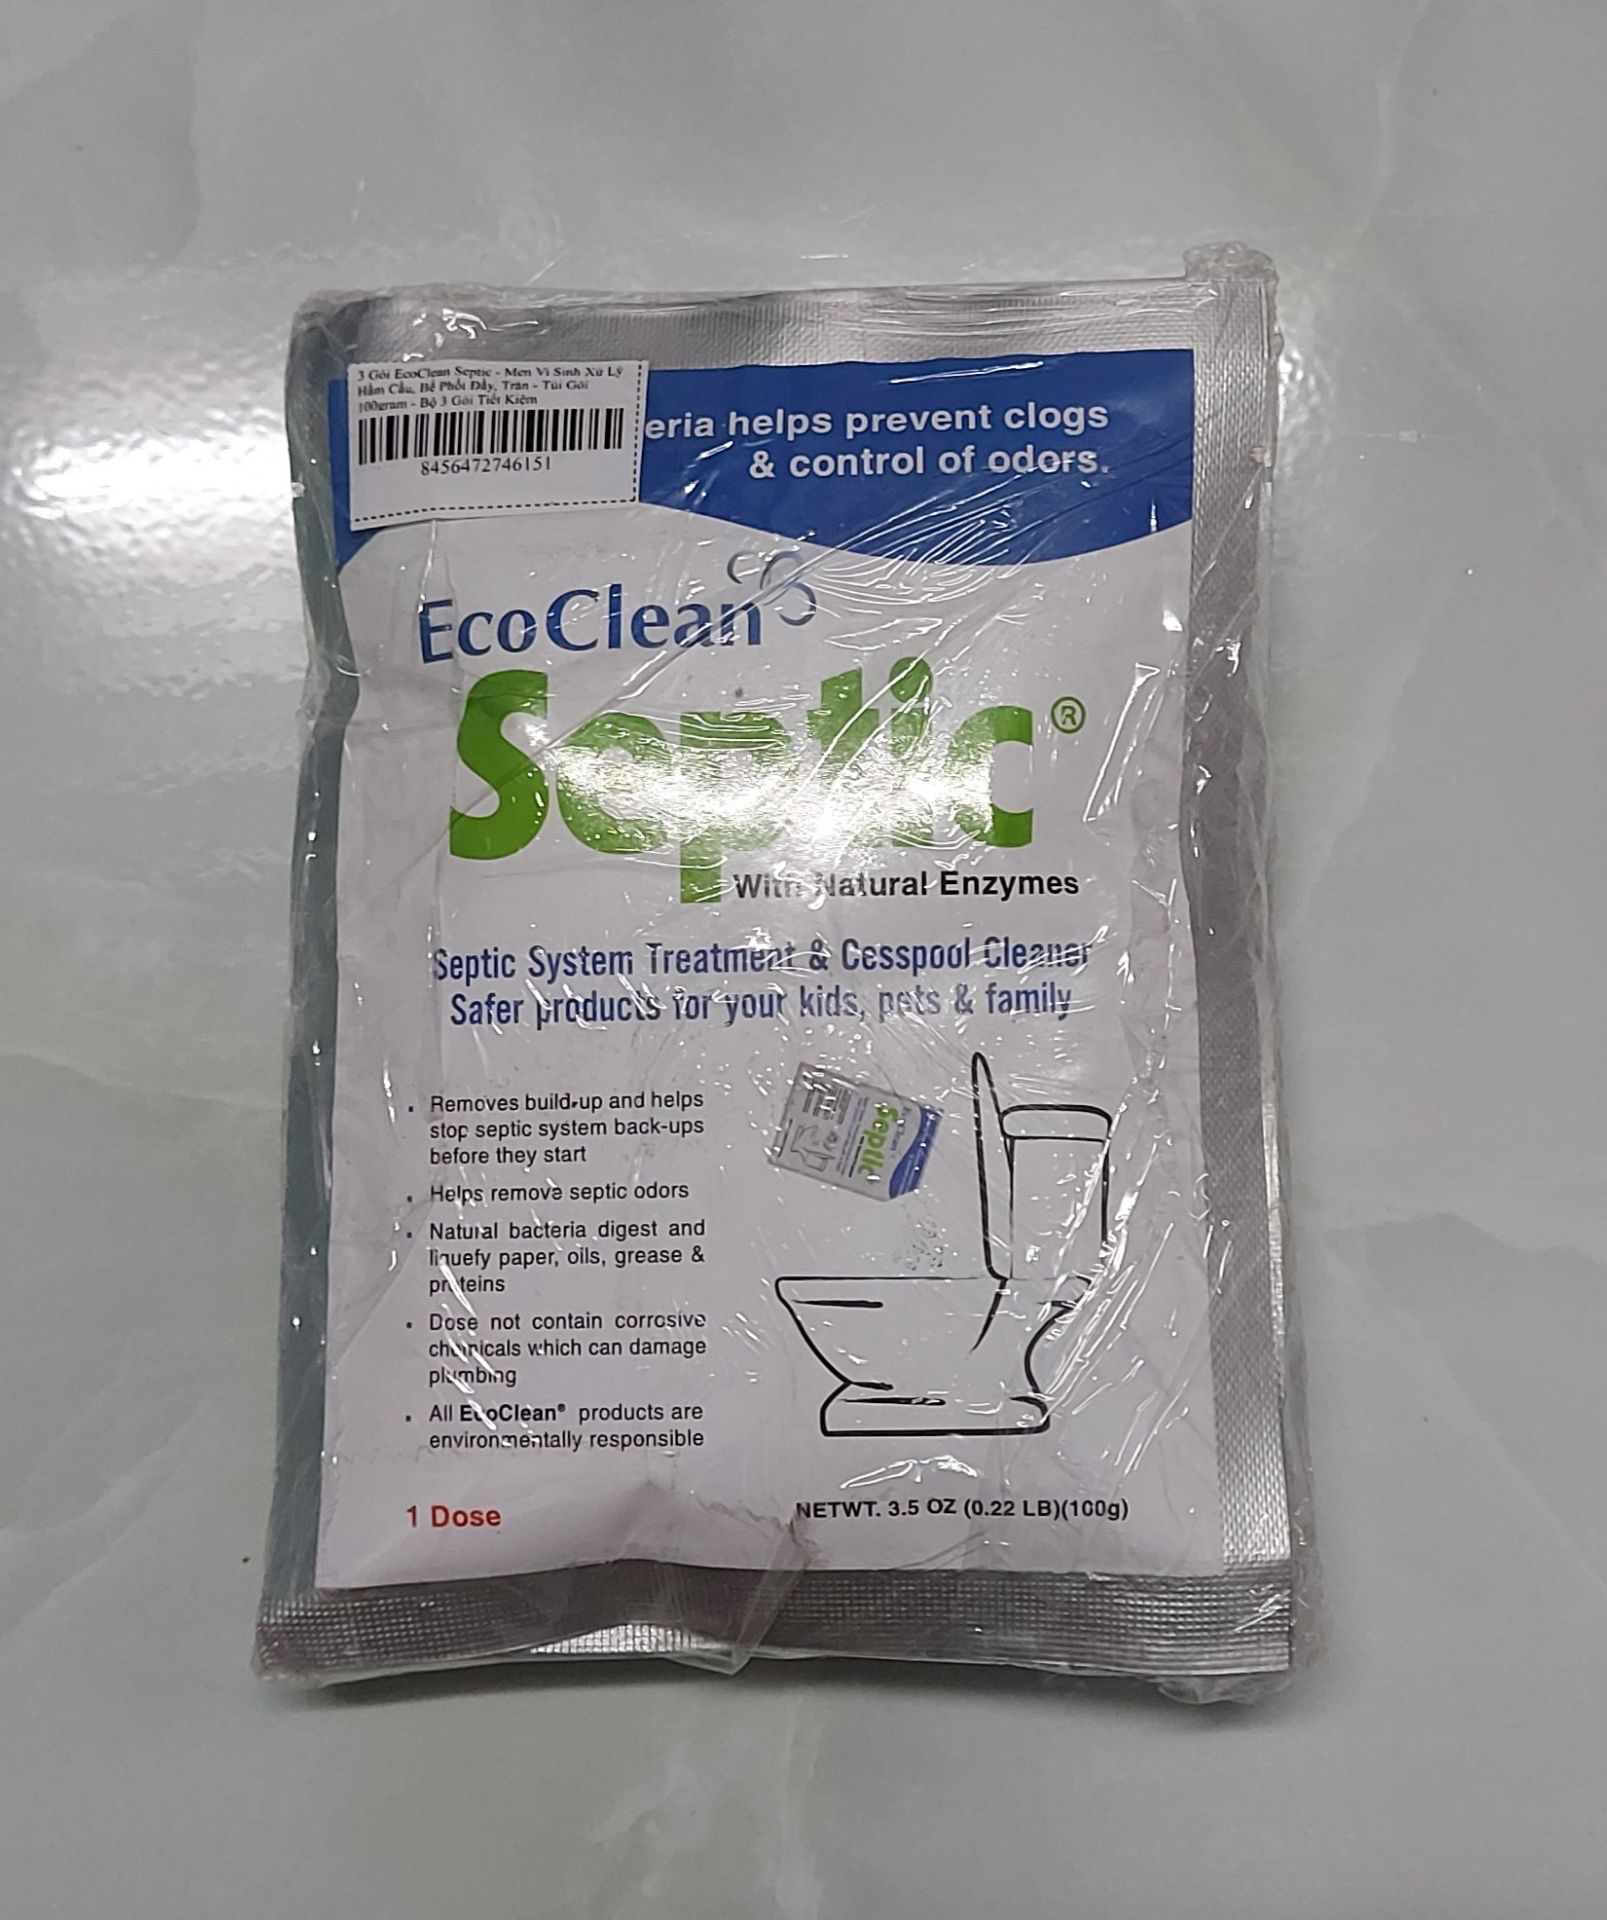 3 Gói EcoClean Septic - Men Vi Sinh Xử Lý
Hầm Cầu, Bể Phốt Đầy, Tràn - Túi Gói
100gram - Bộ 3 Gói Tiết Kiệm
8456472746151
eria helps prevent clogs
& control of odors.
EcoClean
Septic®
With Natural Enzymes
Septic System Treatment & Cesspool Cleaner
Safer products for your kids, pets & family
• Removes build-up and helps
stop septic system back-ups
before they start
• Helps remove septic odors
• Natural bacteria digest and
liquefy paper, oils, grease &
proteins
• Dose not contain corrosive
chemicals which can damage
plumbing
• All EcoClean® products are
environmentally responsible
EcoClean
Septic
1 Dose
NETWT. 3.5 OZ (0.22 LB)(100g)